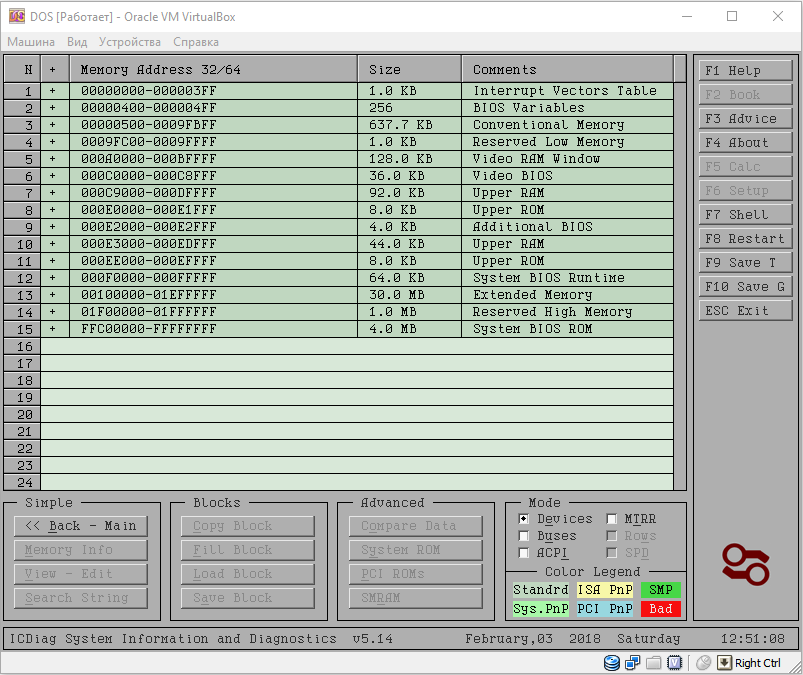 DOS [Работает] - Oracle VM VirtualBox
Машина Вид Устройства Справка
N + Memory Address 32/64 Size Comments
1 + 00000000-000003FF 1.0 KB Interrupt Vectors Table
2 + 00000400-000004FF 256 BIOS Variables
3 + 00000500-0009FBFF 637.7 KB Conventional Memory
4 + 0009FC00-0009FFFF 1.0 KB Reserved Low Memory
5 + 000A0000-000BFFFF 128.0 KB Video RAM Window
6 + 000C0000-000C8FFF 36.0 KB Video BIOS
7 + 000C9000-000DFFFF 92.0 KB Upper RAM
8 + 000E0000-000E1FFF 8.0 KB Upper ROM
9 + 000E2000-000E2FFF 4.0 KB Additional BIOS
10 + 000E3000-000EDFFF 44.0 KB Upper RAM
11 + 000EE000-000EFFFF 8.0 KB Upper ROM
12 + 000F0000-000FFFFF 64.0 KB System BIOS Runtime
13 + 00100000-01EFFFFF 30.0 MB Extended Memory
14 + 01F00000-01FFFFFF 1.0 MB Reserved High Memory
15 + FFC00000-FFFFFFFF 4.0 MB System BIOS ROM
16
17
18
19
20
21
22
23
24
F1 Help
F2 Book
F3 Advice
F4 About
F5 Calc
F6 Setup
F7 Shell
F8 Restart
F9 Save T
F10 Save G
ESC Exit
Simple
<< Back - Main
Memory Info
View - Edit
Search String
Blocks
Copy Block
Fill Block
Load Block
Save Block
Advanced
Compare Data
System ROM
PCI ROMs
SMRAM
Mode
Devices MTRR
Buses Rows
ACPI SPD
Color Legend
Standrd ISA PnP SMP
Sys.PnP PCI PnP Bad
ICDiag System Information and Diagnostics v5.14 February,03 2018 Saturday 12:51:08
Right Ctrl